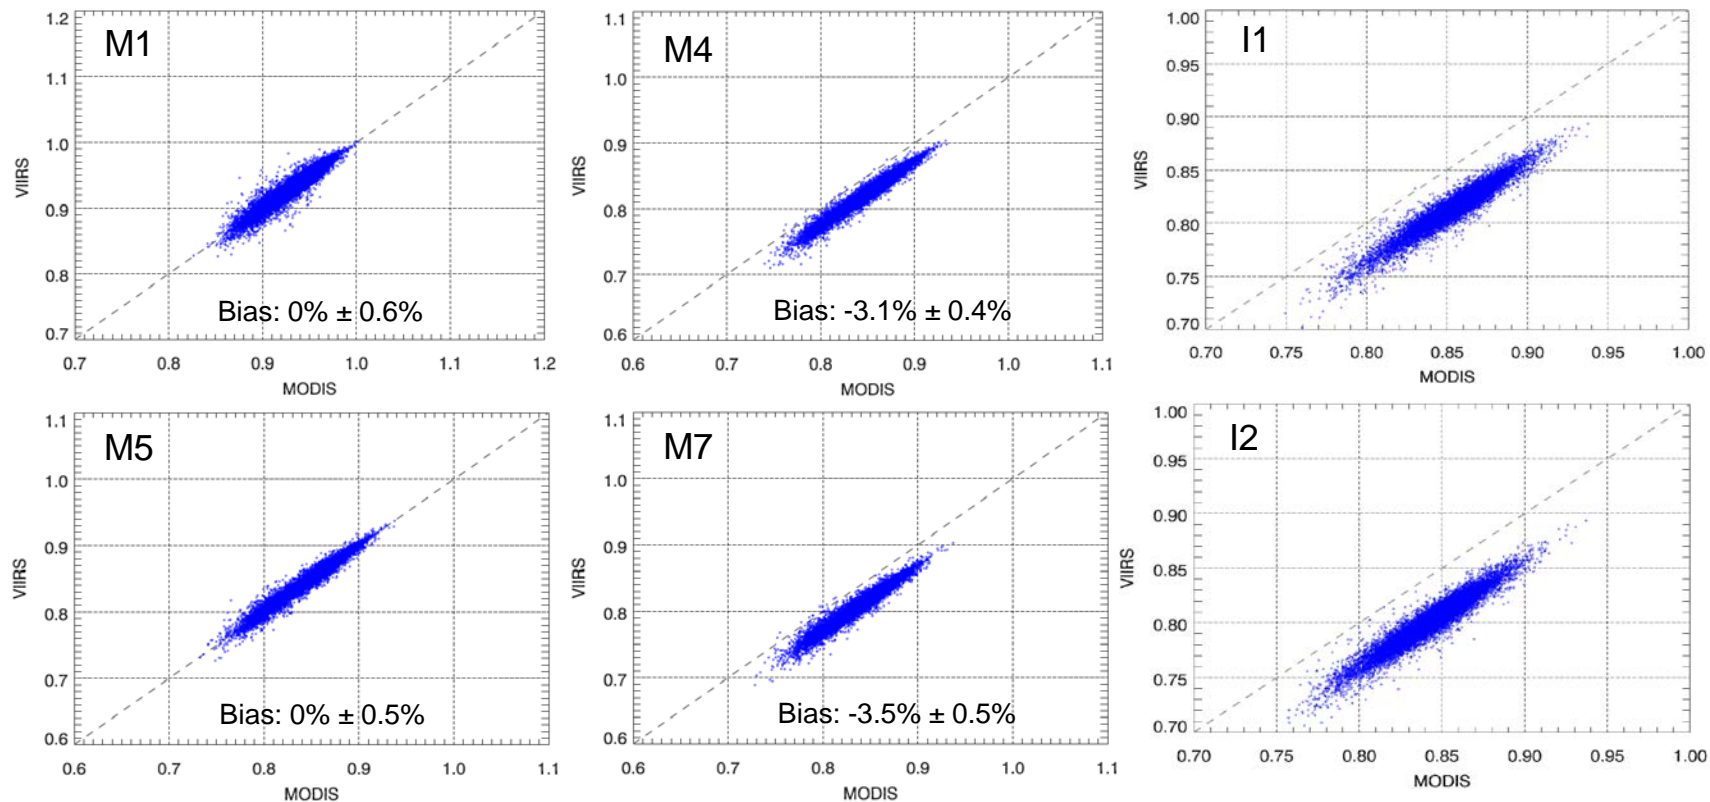 M1
1.2
1.1
1.0
0.9
0.8
0.7
VIIRS
Bias: 0% ± 0.6%
0.7 0.8 0.9 1.0 1.1 1.2
MODIS
M4
1.1
1.0
0.9
0.8
0.7
0.6
VIIRS
Bias: -3.1% ± 0.4%
0.6 0.7 0.8 0.9 1.0 1.1
MODIS
I1
1.00
0.95
0.90
0.85
0.80
0.75
0.70
VIIRS
0.70 0.75 0.80 0.85 0.90 0.95 1.00
MODIS
M5
1.1
1.0
0.9
0.8
0.7
0.6
VIIRS
Bias: 0% ± 0.5%
0.6 0.7 0.8 0.9 1.0 1.1
MODIS
M7
1.1
1.0
0.9
0.8
0.7
0.6
VIIRS
Bias: -3.5% ± 0.5%
0.6 0.7 0.8 0.9 1.0 1.1
MODIS
I2
1.00
0.95
0.90
0.85
0.80
0.75
0.70
VIIRS
0.70 0.75 0.80 0.85 0.90 0.95 1.00
MODIS